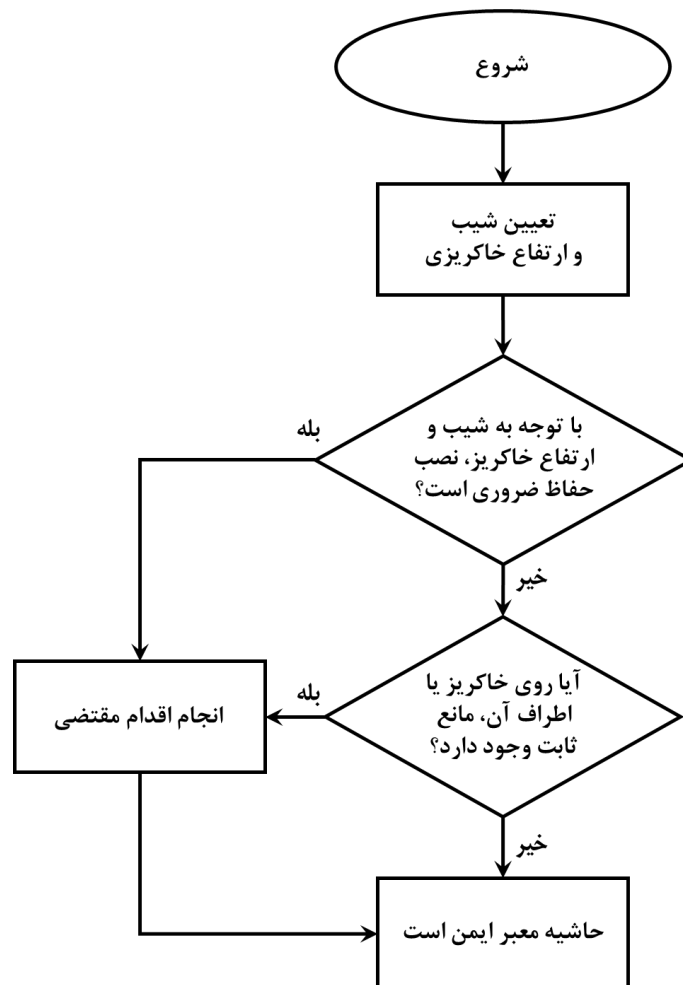 شروع
تعیین شیب
و ارتفاع خاکریزی
با توجه به شیب و
ارتفاع خاکریز، نصب
حفاظ ضروری است؟
بله
خیر
آیا روی خاکریز یا
اطراف آن، مانع
ثابت وجود دارد؟
بله
انجام اقدام مقتضی
خیر
حاشیه معبر ایمن است